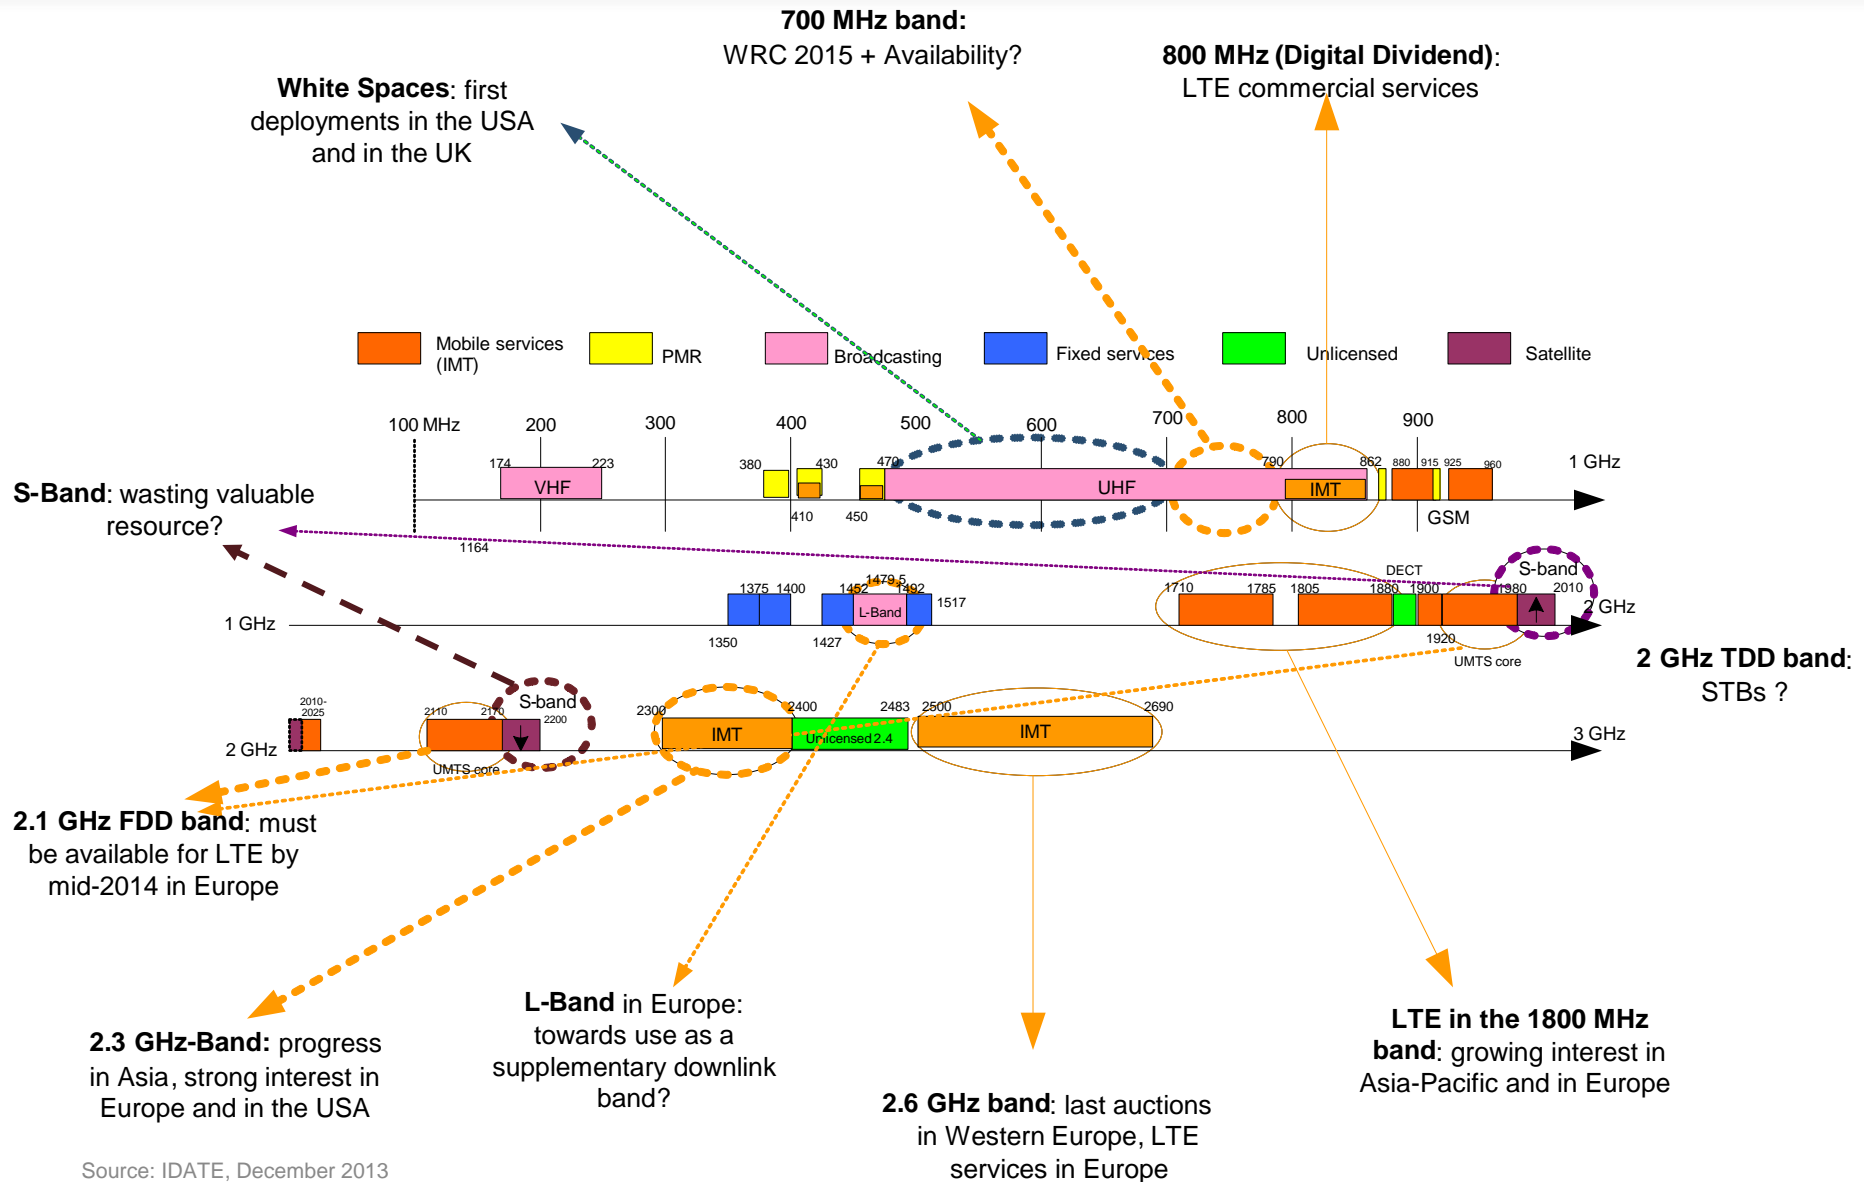 700 MHz band:
WRC 2015 + Availability?
800 MHz (Digital Dividend):
LTE commercial services
White Spaces: first
deployments in the USA
and in the UK
Mobile services
(IMT)
PMR
Broadcasting
Fixed services
Unlicensed
Satellite
100 MHz 200 300 400 500 600 700 800 900
174 223 380 430 470 790 862 880 915 925 960 1 GHz
VHF UHF IMT
410 450 GSM
S-Band: wasting valuable
resource?
1164
DECT S-band
1375 1400 1452 1479.5 1492 1517 1710 1785 1805 1880 1900 1980 2010
L-Band
1 GHz 2 GHz
1350 1427 1920
UMTS core
2 GHz TDD band:
STBs ?
S-band
2010-
2025
2110 2170 2200 2300 2400 2483 2500 2690
IMT Unlicensed 2.4 IMT
2 GHz 3 GHz
UMTS core
2.1 GHz FDD band: must
be available for LTE by
mid-2014 in Europe
2.3 GHz-Band: progress
in Asia, strong interest in
Europe and in the USA
L-Band in Europe:
towards use as a
supplementary downlink
band?
2.6 GHz band: last auctions
in Western Europe, LTE
services in Europe
LTE in the 1800 MHz
band: growing interest in
Asia-Pacific and in Europe
Source: IDATE, December 2013